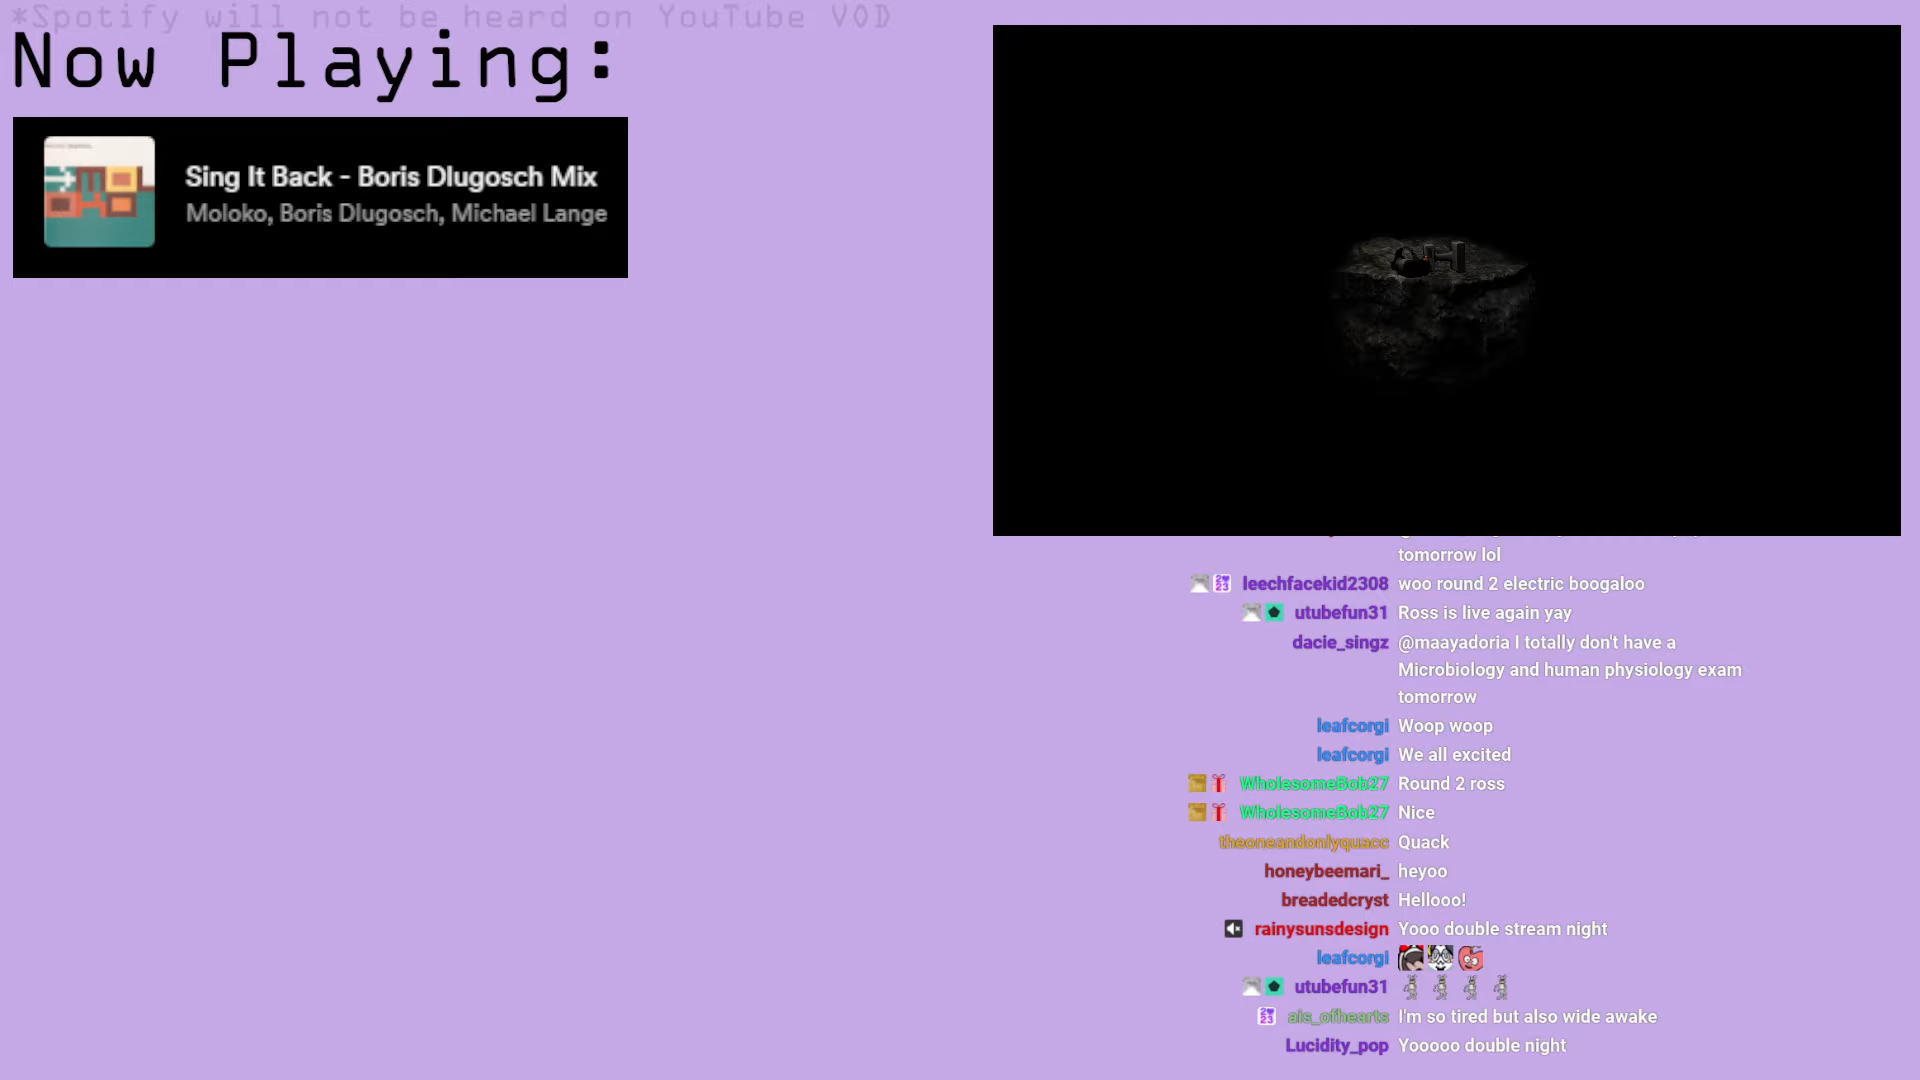 *Spotify will not be heard on YouTube VOD
Now Playing:
Sing It Back - Boris Dlugosch Mix
Moloko, Boris Dlugosch, Michael Lange
tomorrow lol
leechfacekid2308 woo round 2 electric boogaloo
utubefun31 Ross is live again yay
dacie_singz @maayadoria I totally don't have a
Microbiology and human physiology exam
tomorrow
leafcorgi Woop woop
leafcorgi We all excited
WholesomeBob27 Round 2 ross
WholesomeBob27 Nice
theoneandonlyquacc Quack
honeybeemari_ heyoo
breadedcryst Hellooo!
rainysunsdesign Yooo double stream night
leafcorgi
utubefun31
ais_ofhearts I'm so tired but also wide awake
Lucidity_pop Yooooo double night